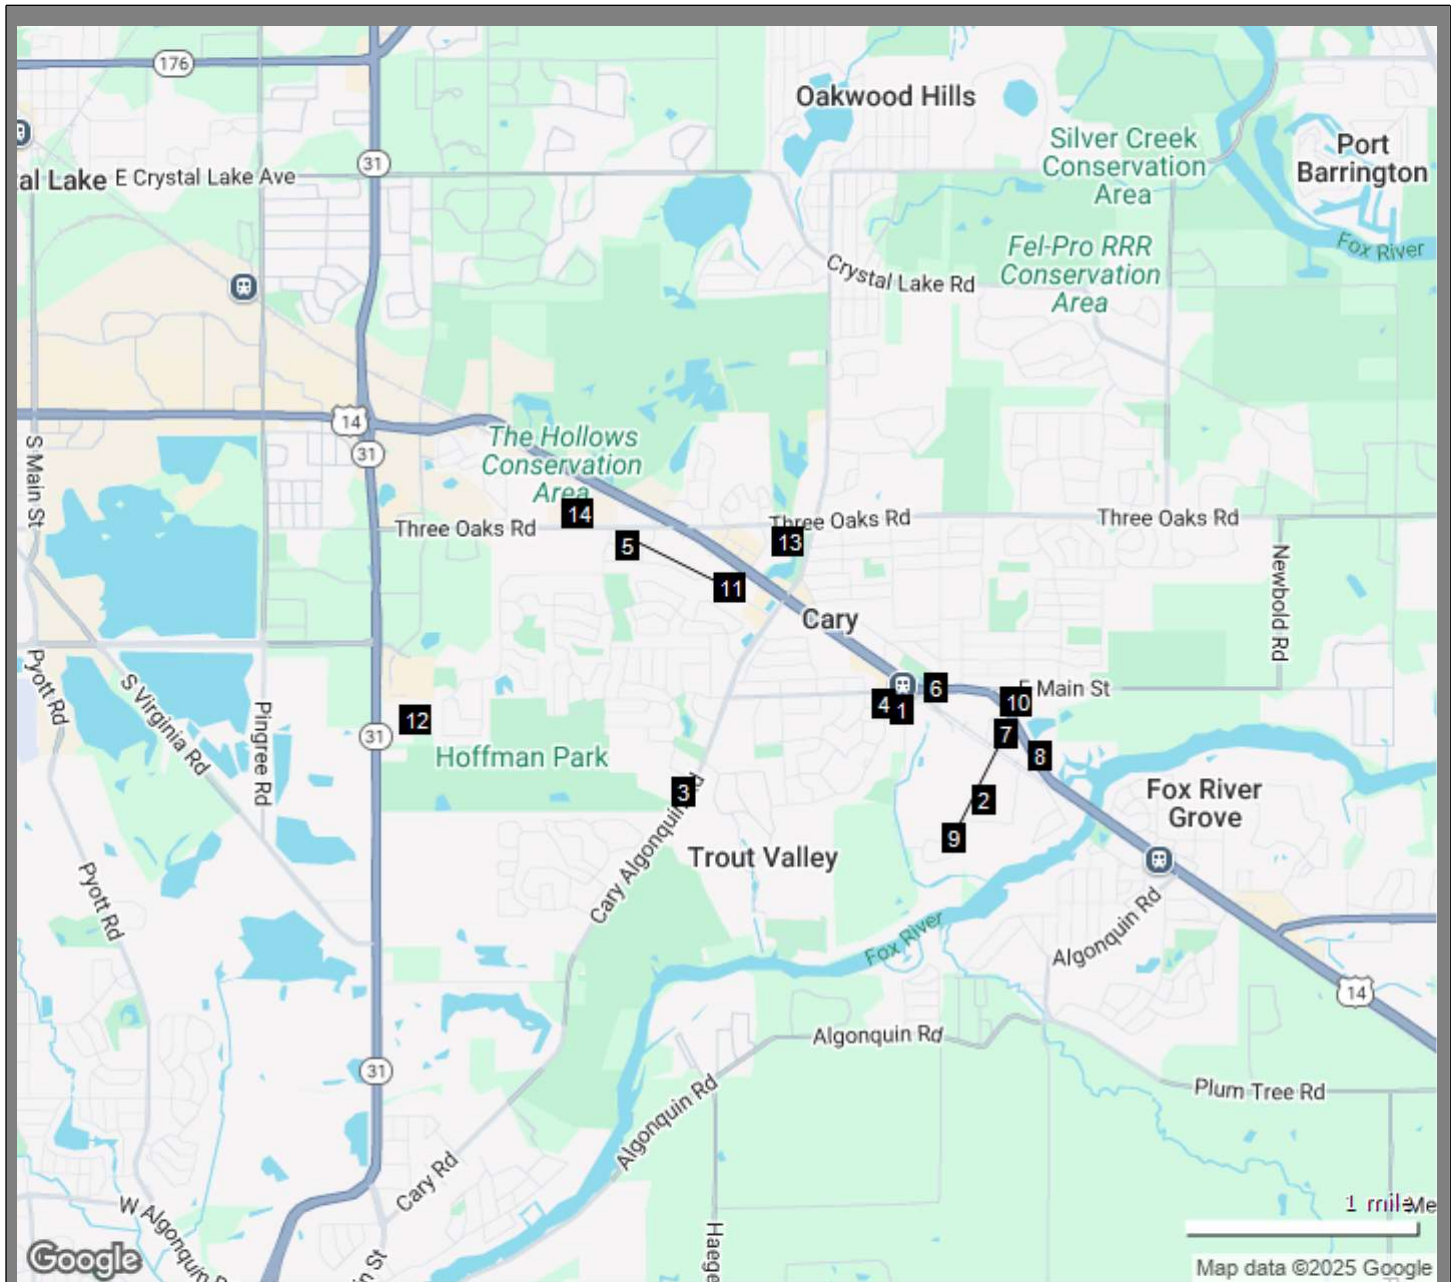 176
Oakwood Hills
Silver Creek
Conservation
Area
Port
Barrington
31
tal Lake
E Crystal Lake Ave
Fox River
Fel-Pro RRR
Conservation
Area
Crystal Lake Rd
14
31
S Main St
The Hollows
Conservation
Area
14
Three Oaks Rd
Three Oaks Rd
Three Oaks Rd
13
5
11
Newbold Rd
Cary
Pyott Rd
S Virginia Rd
Pingree Rd
6
E Main St
4
1
10
12
31
7
Hoffman Park
8
3
2
Fox River
Grove
9
Cary Algonquin Rd
Trout Valley
Pyott Rd
Algonquin Rd
Fox River
14
Algonquin Rd
31
Algonquin Rd
Plum Tree Rd
Cary Rd
W Algonquin R
1 mile
Me
Haege
in St
Google
Map data ©2025 Google